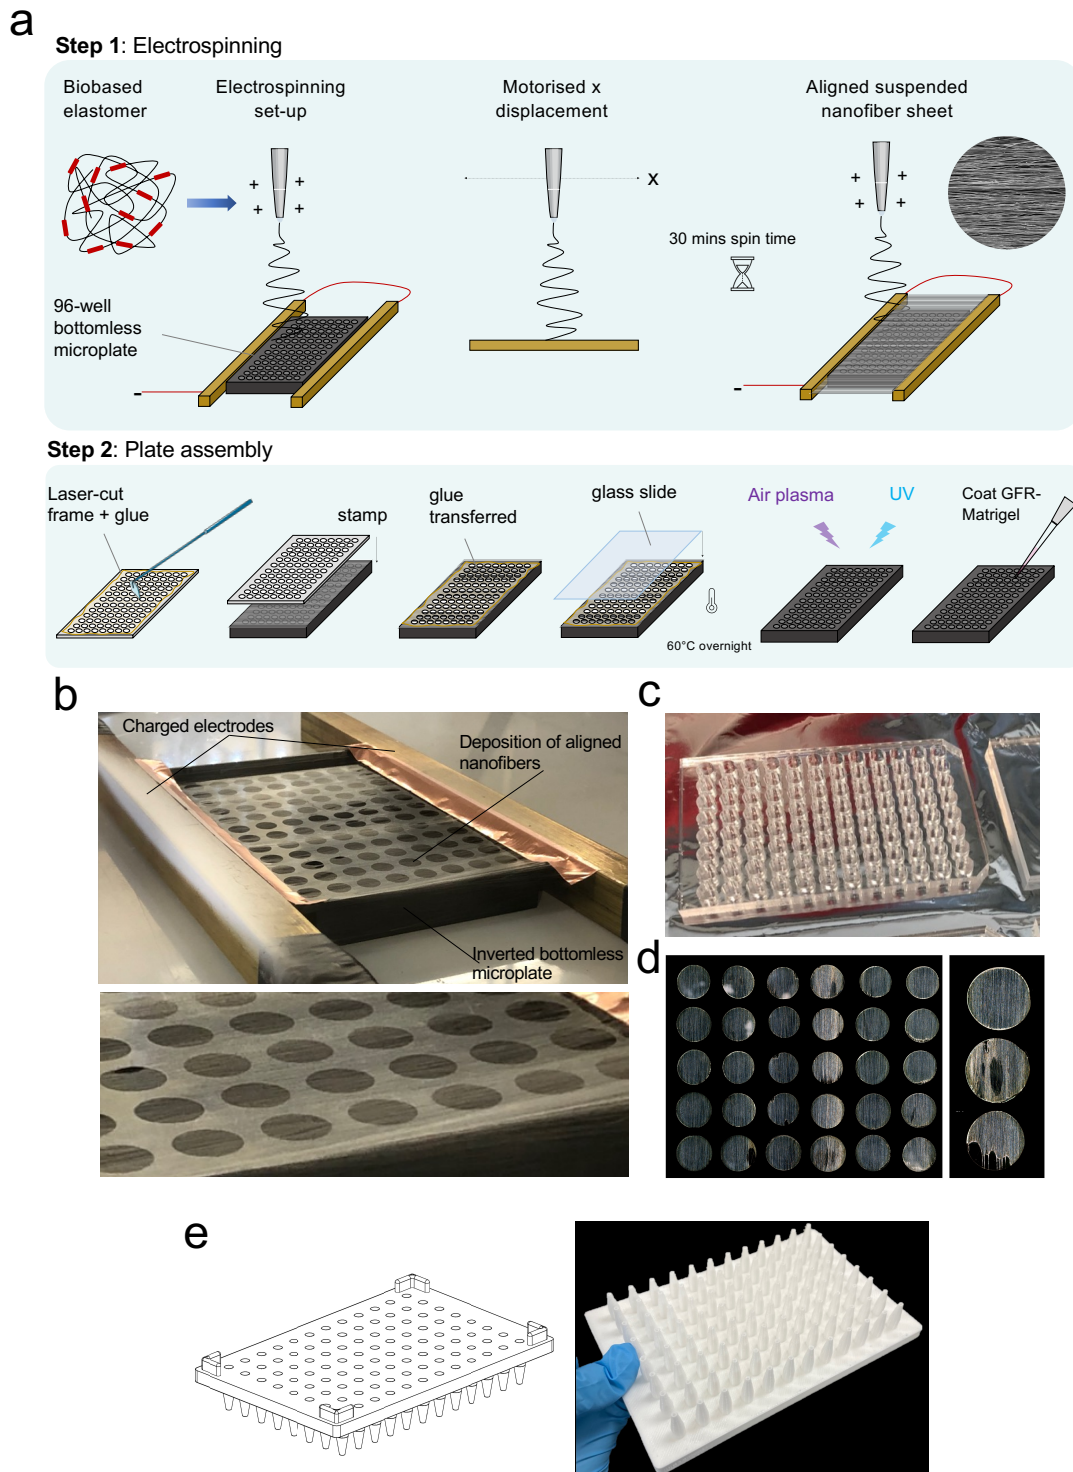 a
Step 1: Electrospinning
Biobased
elastomer
Electrospinning
set-up
Motorised x
displacement
Aligned suspended
nanofiber sheet
+ +
+ +
X
+ +
+ +
30 mins spin time
96-well
bottomless
microplate
-
-
Step 2: Plate assembly
Laser-cut
frame + glue
stamp
glue
transferred
glass slide
60°C overnight
Air plasma
UV
Coat GFR-
Matrigel
b
Charged electrodes
Deposition of aligned
nanofibers
Inverted bottomless
microplate
c
d
e